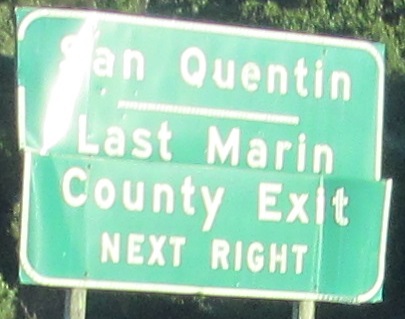 San Quentin
Last Marin
County Exit
NEXT RIGHT